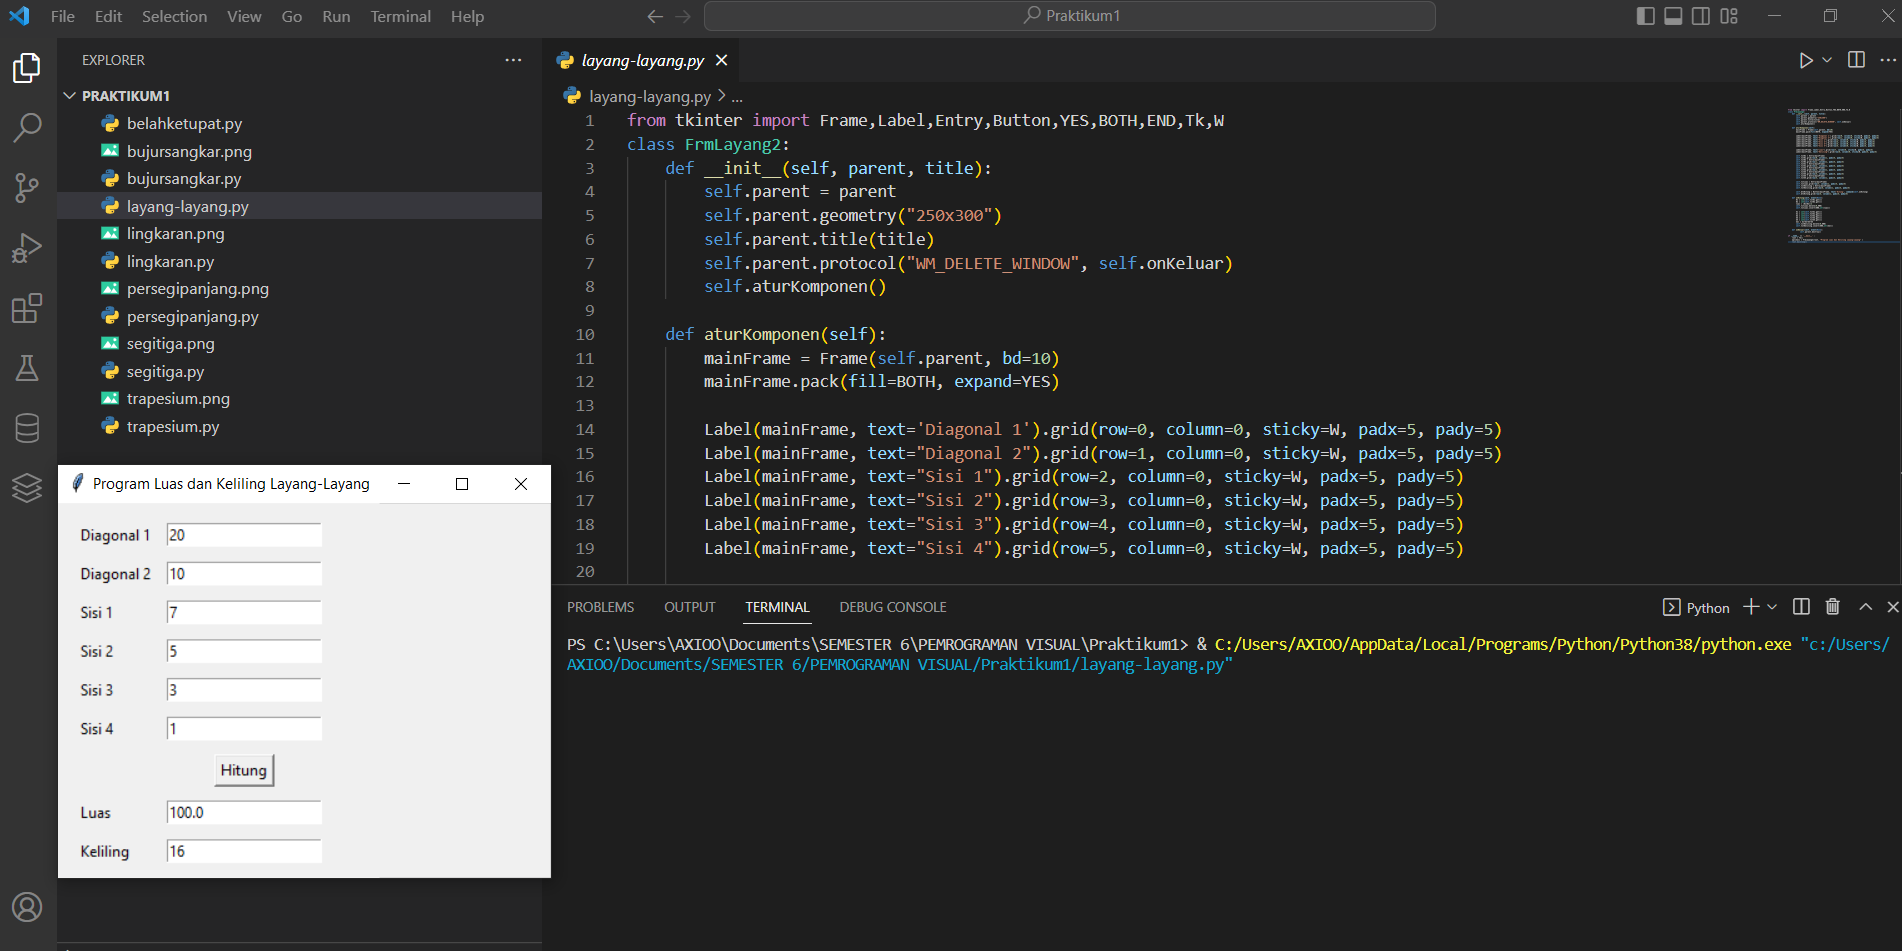 File Edit Selection View Go Run Terminal Help
Praktikum1
EXPLORER
PRAKTIKUM1
belahketupat.py
bujursangkar.png
bujursangkar.py
layang-layang.py
lingkaran.png
lingkaran.py
persegipanjang.png
persegipanjang.py
segitiga.png
segitiga.py
trapesium.png
trapesium.py
Program Luas dan Keliling Layang-Layang
Diagonal 1 20
Diagonal 2 10
Sisi 1 7
Sisi 2 5
Sisi 3 3
Sisi 4 1
Hitung
Luas 100.0
Keliling 16
layang-layang.py
layang-layang.py > ...
1 from tkinter import Frame,Label,Entry,Button,YES,BOTH,END,Tk,W
2 class FrmLayang2:
3 def __init__(self, parent, title):
4 self.parent = parent
5 self.parent.geometry("250x300")
6 self.parent.title(title)
7 self.parent.protocol("WM_DELETE_WINDOW", self.onKeluar)
8 self.aturKomponen()
9
10 def aturKomponen(self):
11 mainFrame = Frame(self.parent, bd=10)
12 mainFrame.pack(fill=BOTH, expand=YES)
13
14 Label(mainFrame, text='Diagonal 1').grid(row=0, column=0, sticky=W, padx=5, pady=5)
15 Label(mainFrame, text="Diagonal 2").grid(row=1, column=0, sticky=W, padx=5, pady=5)
16 Label(mainFrame, text="Sisi 1").grid(row=2, column=0, sticky=W, padx=5, pady=5)
17 Label(mainFrame, text="Sisi 2").grid(row=3, column=0, sticky=W, padx=5, pady=5)
18 Label(mainFrame, text="Sisi 3").grid(row=4, column=0, sticky=W, padx=5, pady=5)
19 Label(mainFrame, text="Sisi 4").grid(row=5, column=0, sticky=W, padx=5, pady=5)
20
PROBLEMS OUTPUT TERMINAL DEBUG CONSOLE
Python
PS C:\Users\AXIOO\Documents\SEMESTER 6\PEMROGRAMAN VISUAL\Praktikum1> & C:/Users/AXIOO/AppData/Local/Programs/Python/Python38/python.exe "c:/Users/
AXIOO/Documents/SEMESTER 6/PEMROGRAMAN VISUAL/Praktikum1/layang-layang.py"